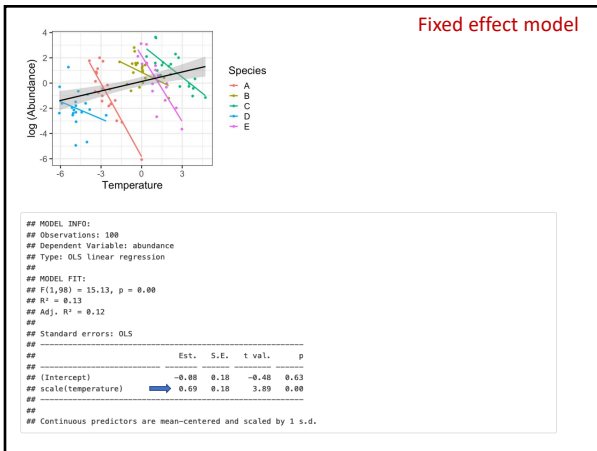 Fixed effect model
4
2
0
-2
-4
-6
log (Abundance)
-6 -3 0 3
Temperature
Species
A
B
C
D
E
## MODEL INFO:
## Observations: 100
## Dependent Variable: abundance
## Type: OLS linear regression
##
## MODEL FIT:
## F(1,98) = 15.13, p = 0.00
## R² = 0.13
## Adj. R² = 0.12
##
## Standard errors: OLS
## ------------------------------------------------------
## Est. S.E. t val. p
## ----------------------- ------- ------ -------- ------
## (Intercept) -0.08 0.18 -0.48 0.63
## scale(temperature) 0.69 0.18 3.89 0.00
## ------------------------------------------------------
##
## Continuous predictors are mean-centered and scaled by 1 s.d.